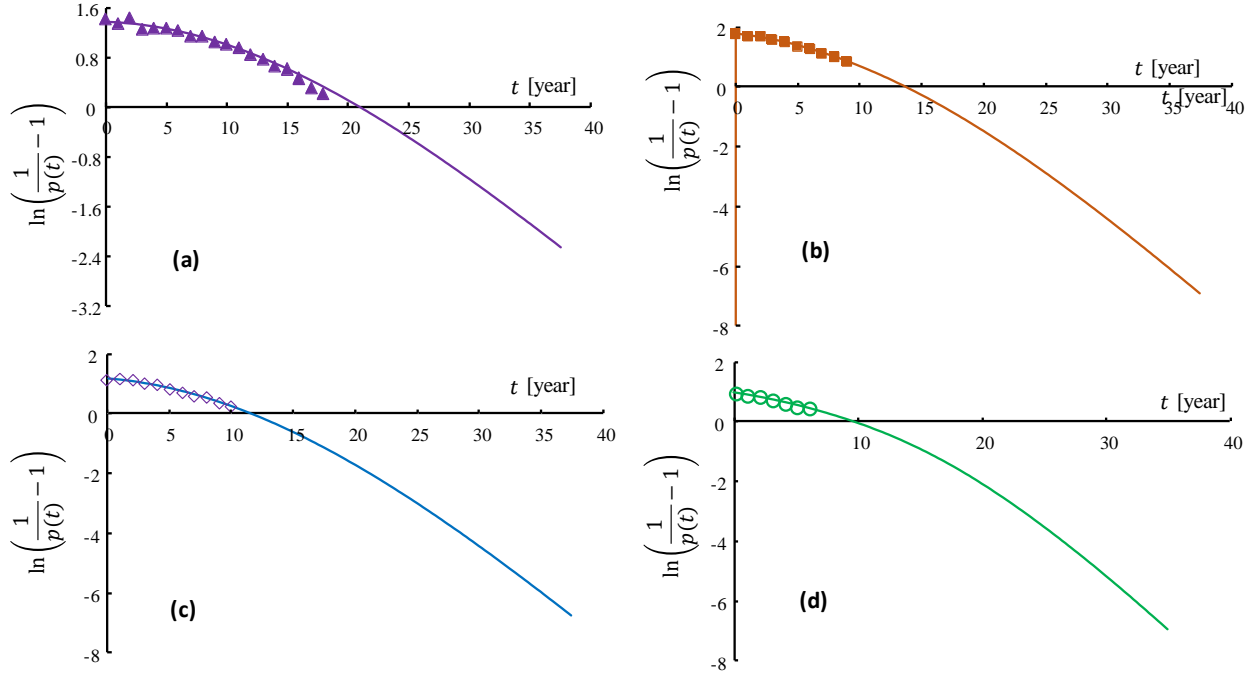 1.6
0.8
0
-0.8
-1.6
-2.4
-3.2
0 5 10 15 20 25 30 35 40
t [year]
ln(1/p(t) − 1)
(a)
2
0
-2
-4
-6
-8
0 5 10 15 20 25 30 35 40
t [year]
t [year]
ln(1/p(t) − 1)
(b)
2
0
-2
-4
-6
-8
0 5 10 15 20 25 30 35 40
t [year]
ln(1/p(t) − 1)
(c)
2
0
-2
-4
-6
-8
10 20 30 40
t [year]
ln(1/p(t) − 1)
(d)